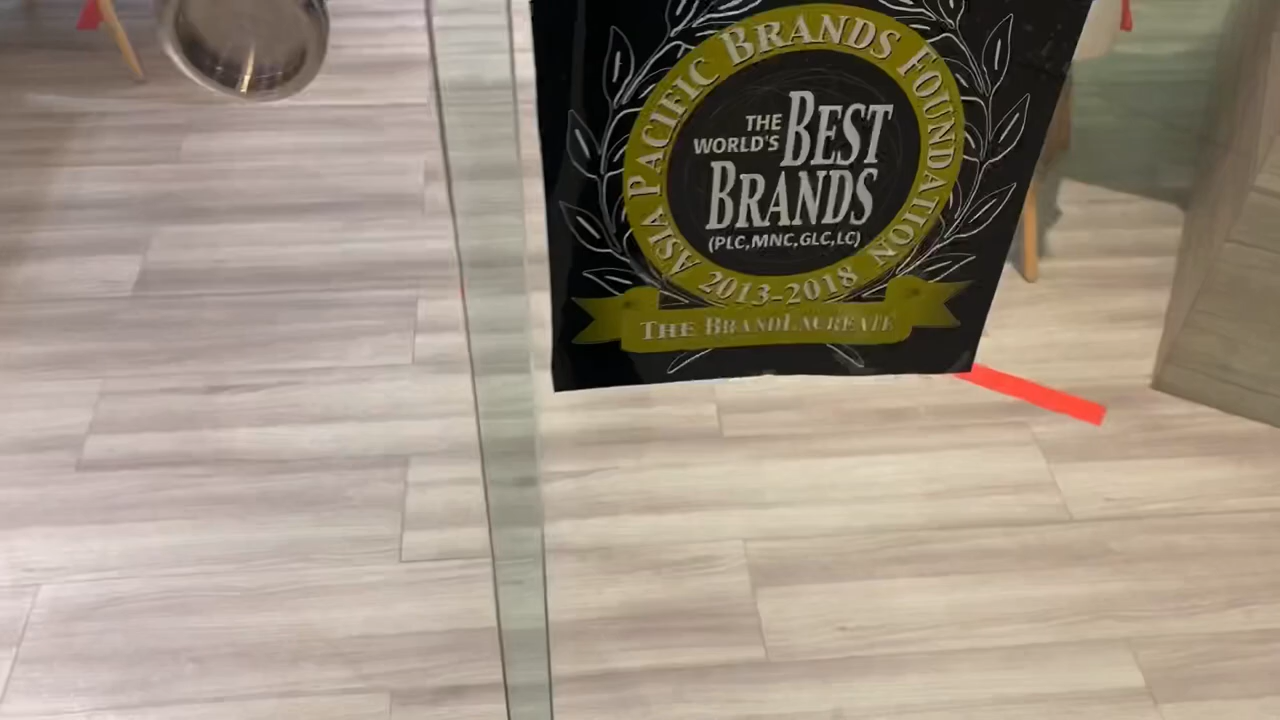 ASIA PACIFIC BRANDS FOUNDATION
THE WORLD'S BEST BRANDS
(PLC,MNC,GLC,LC)
2013-2018
THE BRANDLAUREATE